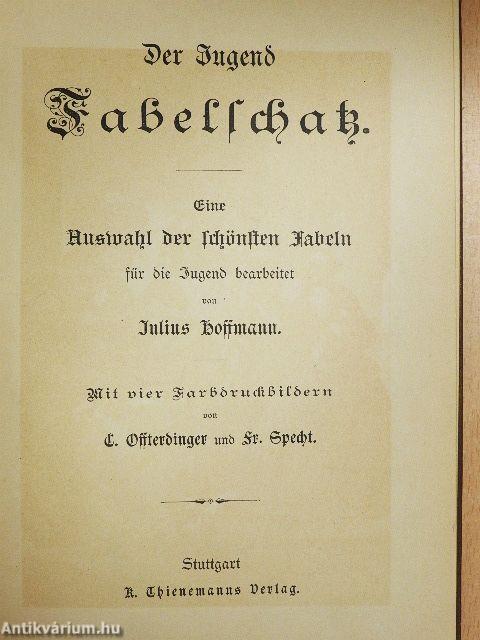 Der Jugend
Fabelschatz.
Eine
Auswahl der schönsten Fabeln
für die Jugend bearbeitet
von
Julius Hoffmann.
Mit vier Farbdruckbildern
von
C. Offterdinger und Fr. Specht.
Stuttgart
K. Thienemanns Verlag.
Antikvárium.hu